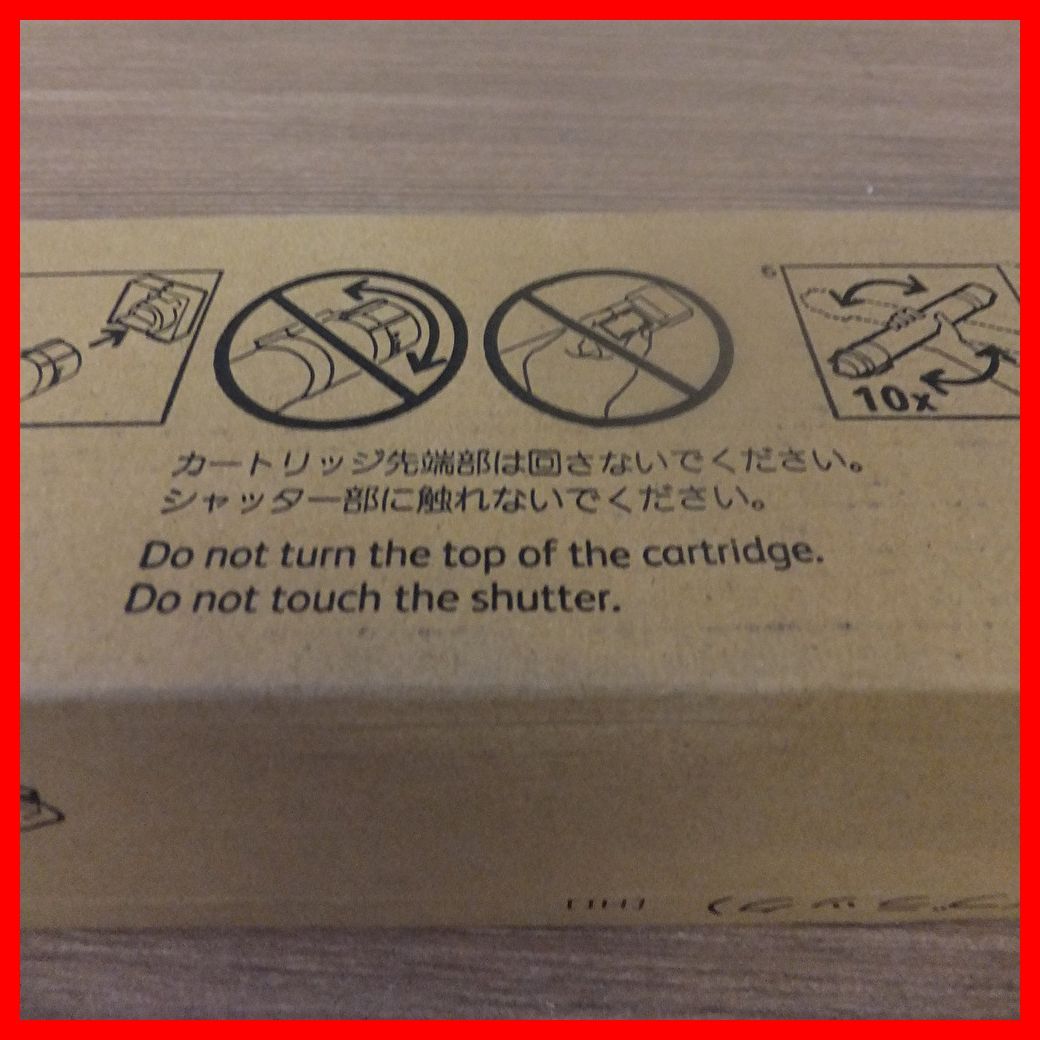 6
10x
カートリッジ先端部は回さないでください。
シャッター部に触れないでください。
Do not turn the top of the cartridge.
Do not touch the shutter.